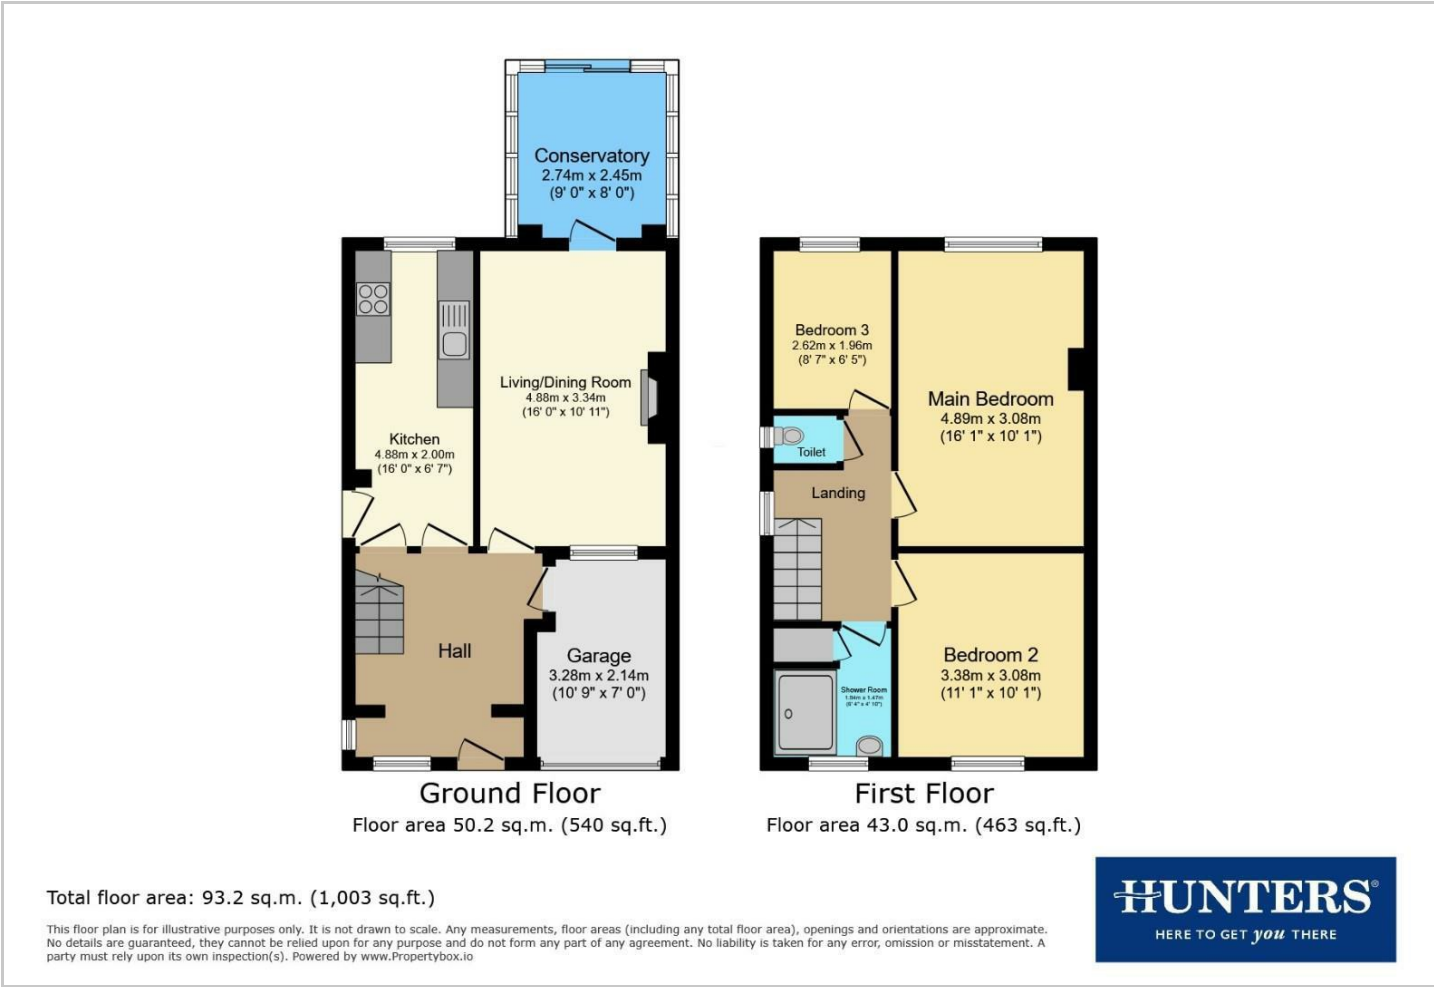 Conservatory
2.74m x 2.45m
(9' 0" x 8' 0")
Living/Dining Room
4.88m x 3.34m
(16' 0" x 10' 11")
Kitchen
4.88m x 2.00m
(16' 0" x 6' 7")
Hall
Garage
3.28m x 2.14m
(10' 9" x 7' 0")
Ground Floor
Floor area 50.2 sq.m. (540 sq.ft.)
Bedroom 3
2.62m x 1.96m
(8' 7" x 6' 5")
Main Bedroom
4.89m x 3.08m
(16' 1" x 10' 1")
Toilet
Landing
Bedroom 2
3.38m x 3.08m
(11' 1" x 10' 1")
Shower Room
1.94m x 1.47m
(6' 4" x 4' 10")
First Floor
Floor area 43.0 sq.m. (463 sq.ft.)
Total floor area: 93.2 sq.m. (1,003 sq.ft.)
This floor plan is for illustrative purposes only. It is not drawn to scale. Any measurements, floor areas (including any total floor area), openings and orientations are approximate.
No details are guaranteed, they cannot be relied upon for any purpose and do not form any part of any agreement. No liability is taken for any error, omission or misstatement. A
party must rely upon its own inspection(s). Powered by www.Propertybox.io
HUNTERS®
HERE TO GET you THERE